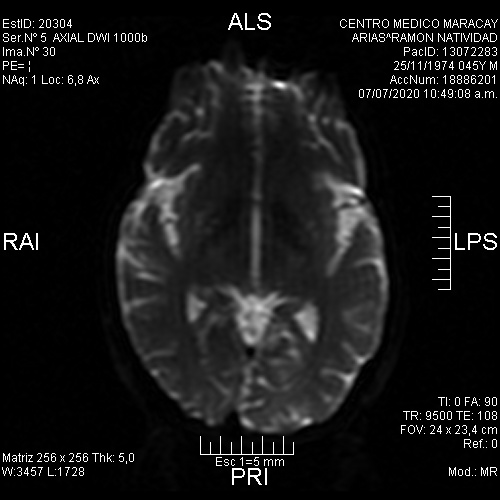 EstID: 20304
Ser.Nº 5 AXIAL DWI 1000b
Ima.Nº 30
PE= ¦
NAq: 1 Loc: 6,8 Ax
ALS
CENTRO MEDICO MARACAY
ARIAS^RAMON NATIVIDAD
PacID: 13072283
25/11/1974 045Y M
AccNum: 18886201
07/07/2020 10:49:08 a.m.
RAI
LPS
TI: 0 FA: 90
TR: 9500 TE: 108
FOV: 24 x 23,4 cm
Ref.: 0
Matriz 256 x 256 Thk: 5,0
W:3457 L:1728
Esc 1=5 mm
PRI
Mod.: MR